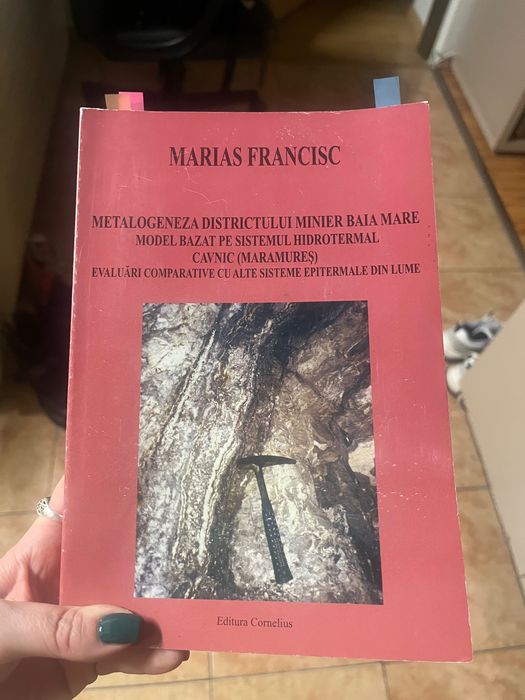 MARIAS FRANCISC
METALOGENEZA DISTRICTULUI MINIER BAIA MARE
MODEL BAZAT PE SISTEMUL HIDROTERMAL
CAVNIC (MARAMUREȘ)
EVALUĂRI COMPARATIVE CU ALTE SISTEME EPITERMALE DIN LUME
Editura Cornelius